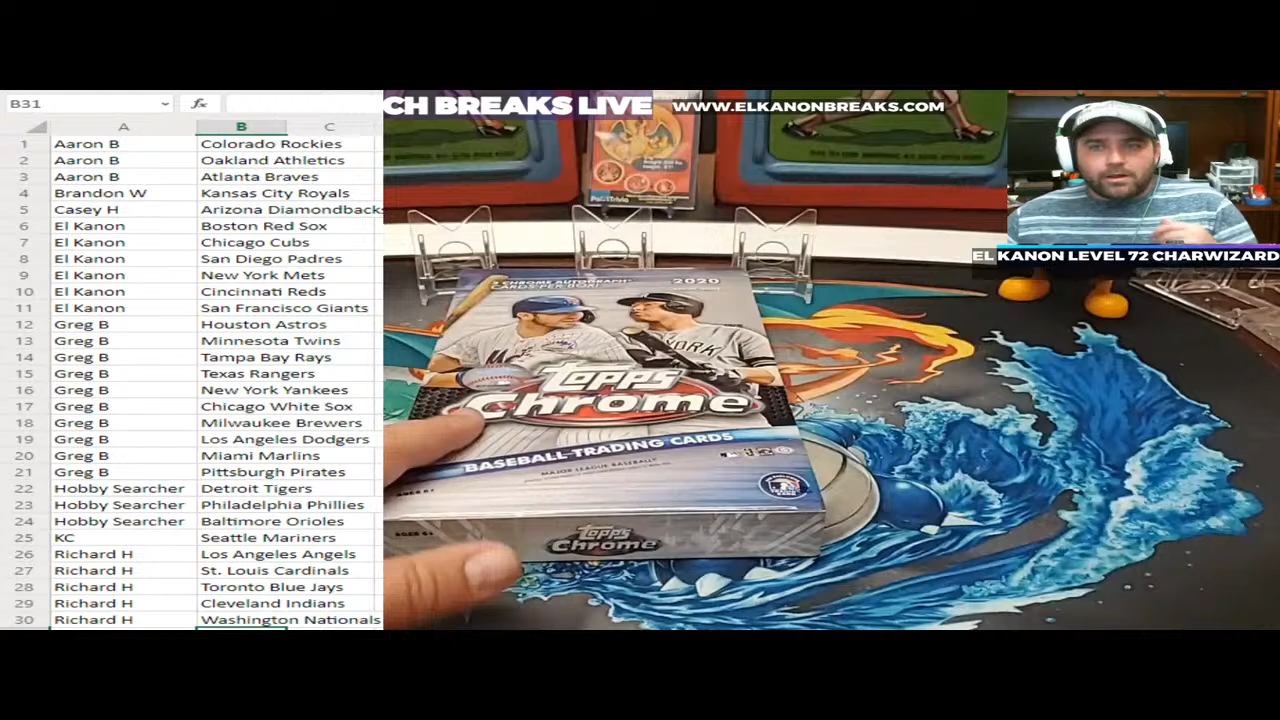 B31
fx
A B C
1 Aaron B Colorado Rockies
2 Aaron B Oakland Athletics
3 Aaron B Atlanta Braves
4 Brandon W Kansas City Royals
5 Casey H Arizona Diamondbacks
6 El Kanon Boston Red Sox
7 El Kanon Chicago Cubs
8 El Kanon San Diego Padres
9 El Kanon New York Mets
10 El Kanon Cincinnati Reds
11 El Kanon San Francisco Giants
12 Greg B Houston Astros
13 Greg B Minnesota Twins
14 Greg B Tampa Bay Rays
15 Greg B Texas Rangers
16 Greg B New York Yankees
17 Greg B Chicago White Sox
18 Greg B Milwaukee Brewers
19 Greg B Los Angeles Dodgers
20 Greg B Miami Marlins
21 Greg B Pittsburgh Pirates
22 Hobby Searcher Detroit Tigers
23 Hobby Searcher Philadelphia Phillies
24 Hobby Searcher Baltimore Orioles
25 KC Seattle Mariners
26 Richard H Los Angeles Angels
27 Richard H St. Louis Cardinals
28 Richard H Toronto Blue Jays
29 Richard H Cleveland Indians
30 Richard H Washington Nationals
CH BREAKS LIVE
WWW.ELKANONBREAKS.COM
EL KANON LEVEL 72 CHARWIZARD
CHROME AUTOGRAPH
CARDS PER BOX!
2020
YORK
Topps
Chrome
BASEBALL TRADING CARDS
MAJOR LEAGUE BASEBALL
Topps
Chrome